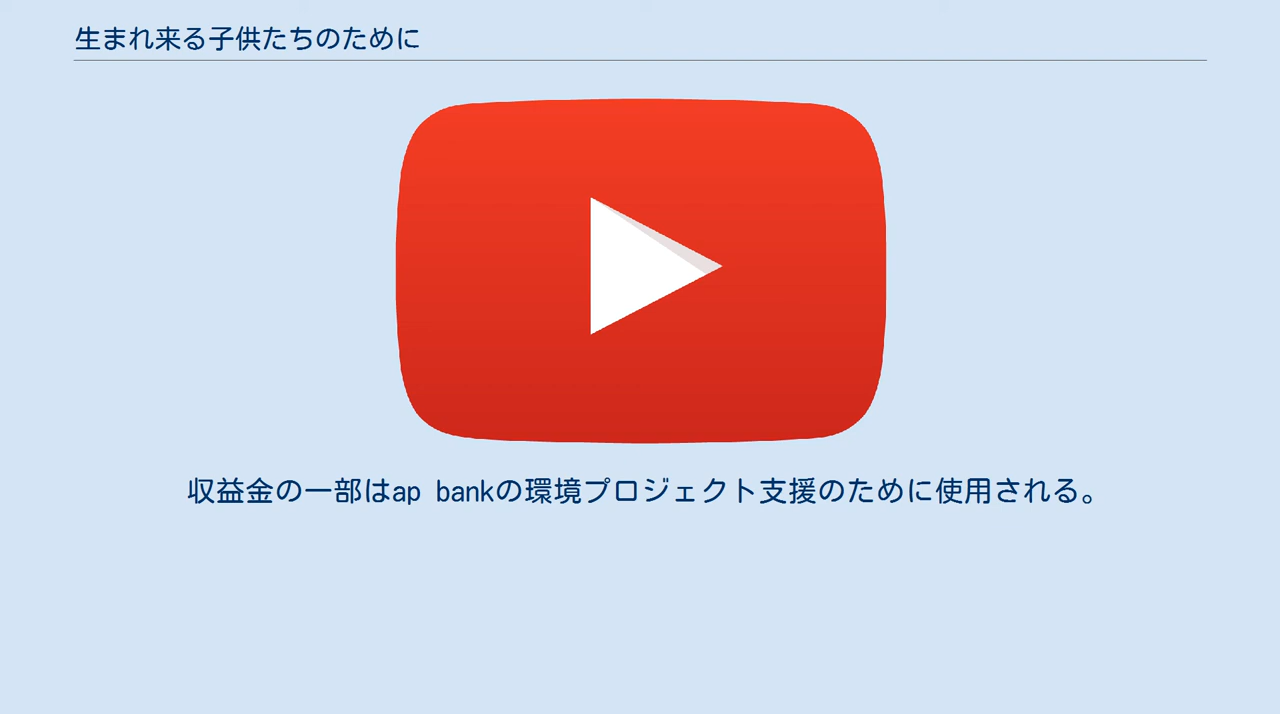 生まれ来る子供たちのために
収益金の一部はap bankの環境プロジェクト支援のために使用される。